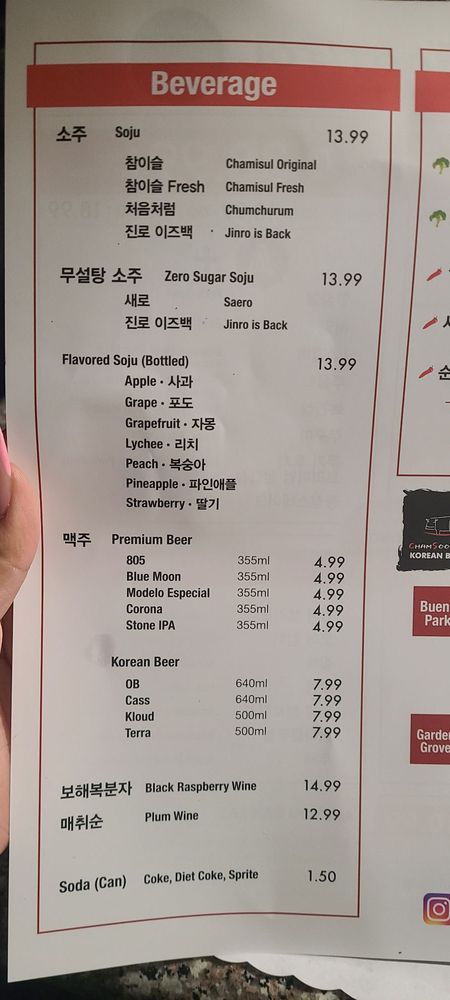 Beverage
소주 Soju 13.99
참이슬 Chamisul Original
참이슬 Fresh Chamisul Fresh
처음처럼 Chumchurum
진로 이즈백 Jinro is Back
무설탕 소주 Zero Sugar Soju 13.99
새로 Saero
진로 이즈백 Jinro is Back
Flavored Soju (Bottled) 13.99
Apple · 사과
Grape · 포도
Grapefruit · 자몽
Lychee · 리치
Peach · 복숭아
Pineapple · 파인애플
Strawberry · 딸기
맥주 Premium Beer
805 355ml 4.99
Blue Moon 355ml 4.99
Modelo Especial 355ml 4.99
Corona 355ml 4.99
Stone IPA 355ml 4.99
Korean Beer
OB 640ml 7.99
Cass 640ml 7.99
Kloud 500ml 7.99
Terra 500ml 7.99
보해복분자 Black Raspberry Wine 14.99
매취순 Plum Wine 12.99
Soda (Can) Coke, Diet Coke, Sprite 1.50
순
KOREAN B
Buen
Park
Garde
Grove